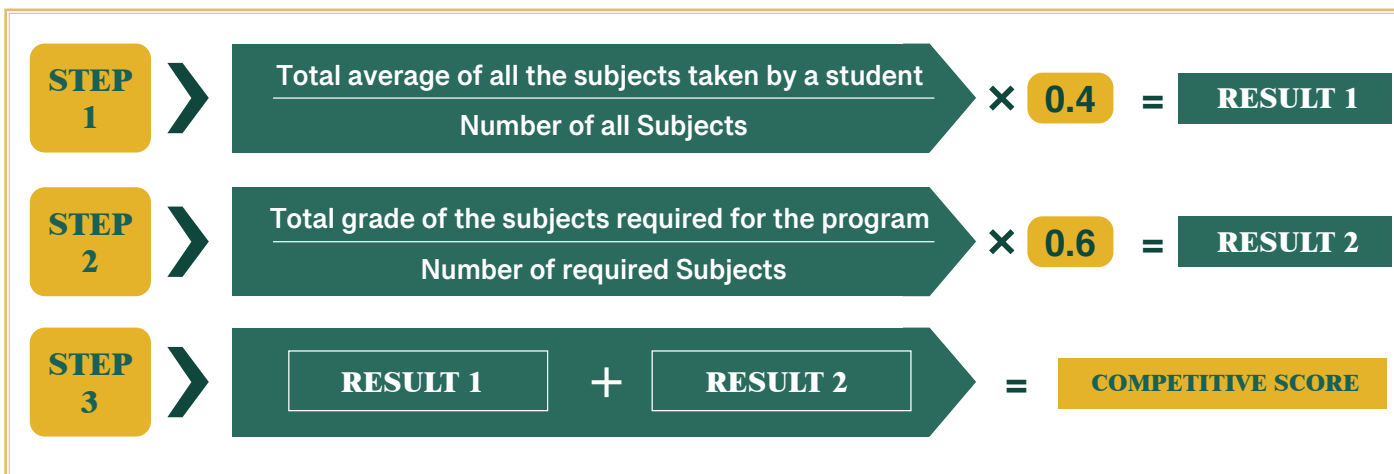 STEP
1
Total average of all the subjects taken by a student
Number of all Subjects
× 0.4 = RESULT 1
STEP
2
Total grade of the subjects required for the program
Number of required Subjects
× 0.6 = RESULT 2
STEP
3
RESULT 1 + RESULT 2 = COMPETITIVE SCORE